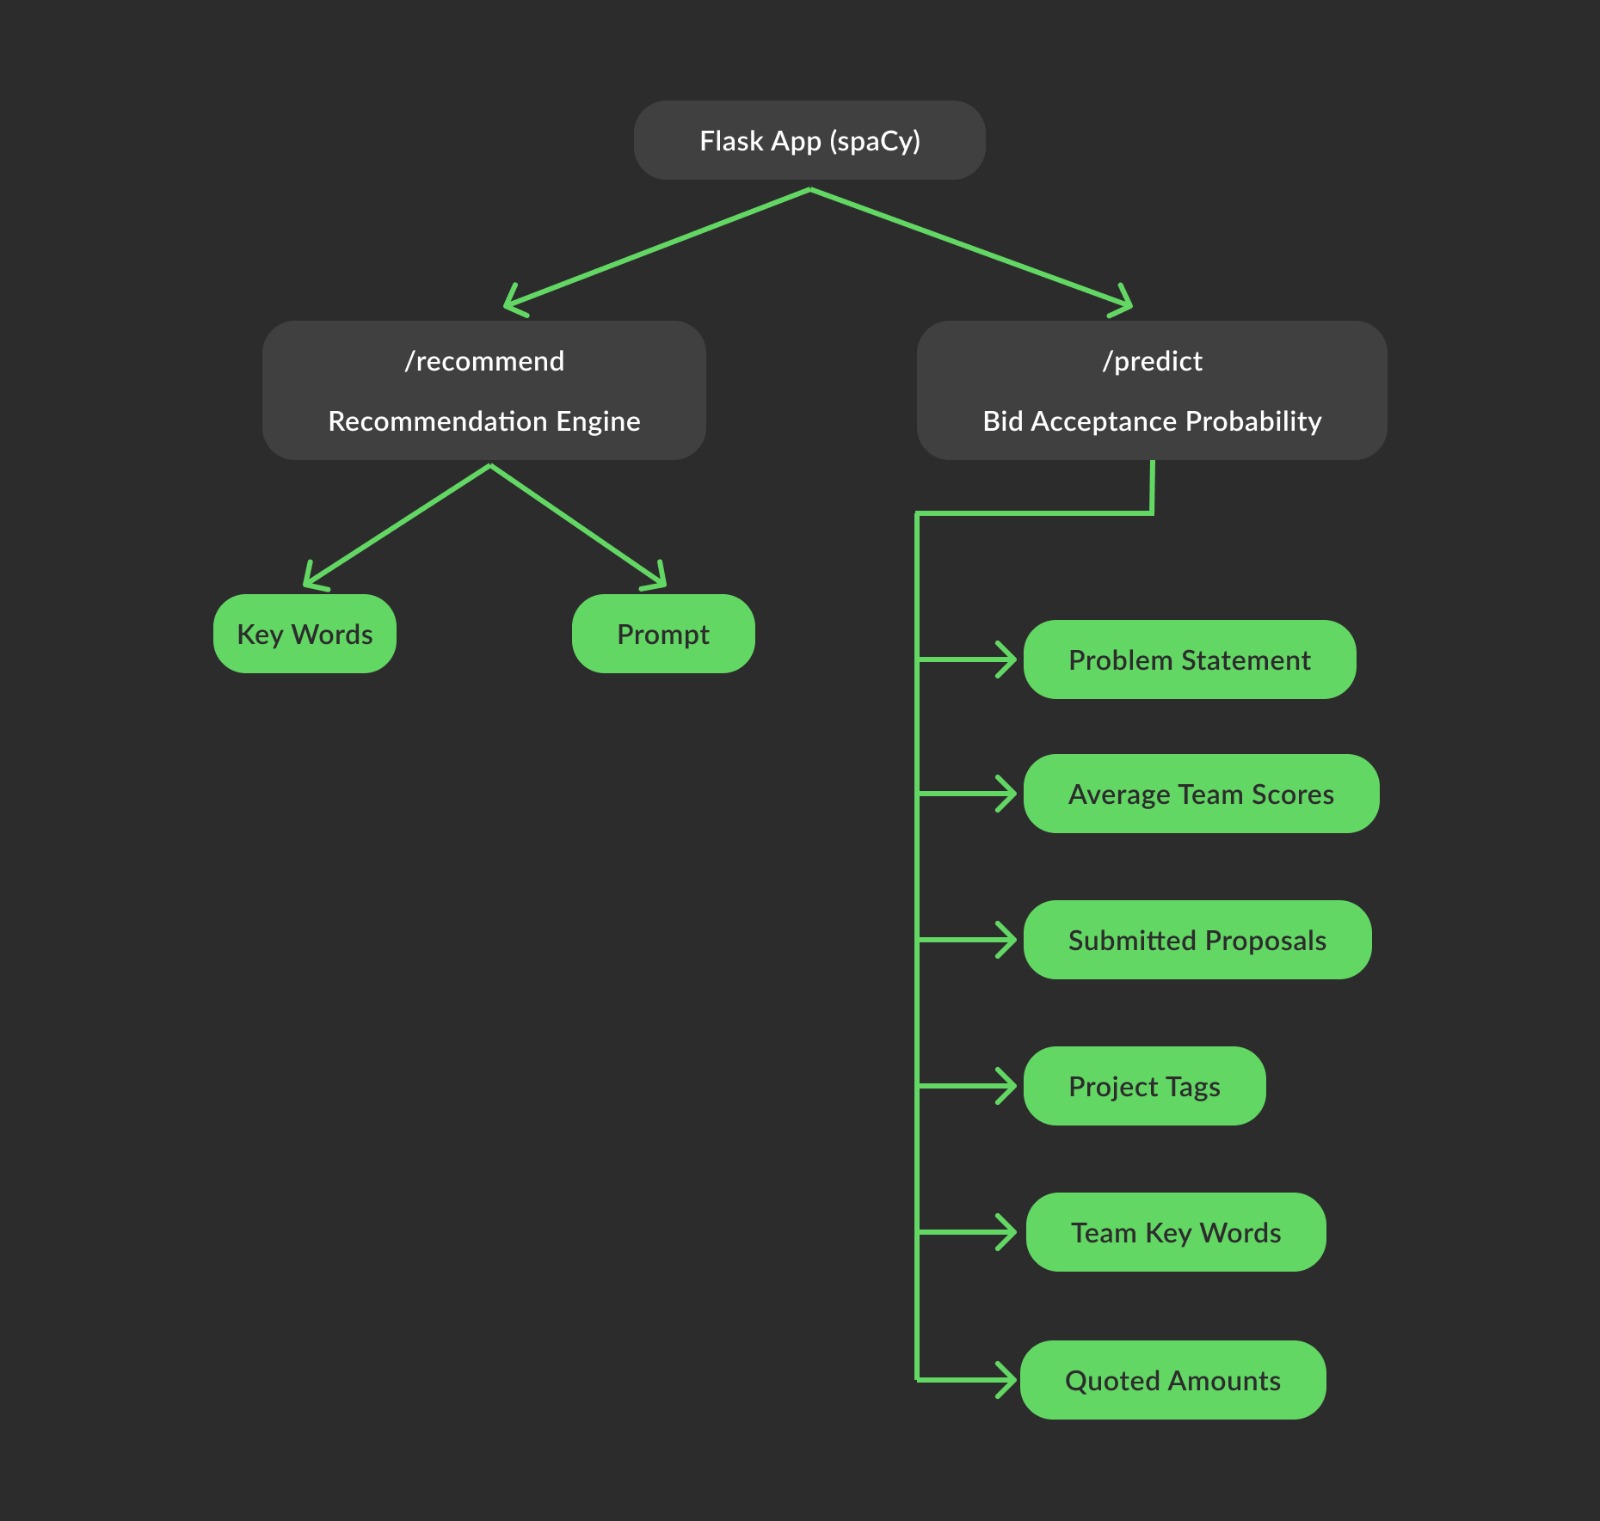 Flask App (spaCy)
/recommend
Recommendation Engine
/predict
Bid Acceptance Probability
Key Words
Prompt
Problem Statement
Average Team Scores
Submitted Proposals
Project Tags
Team Key Words
Quoted Amounts